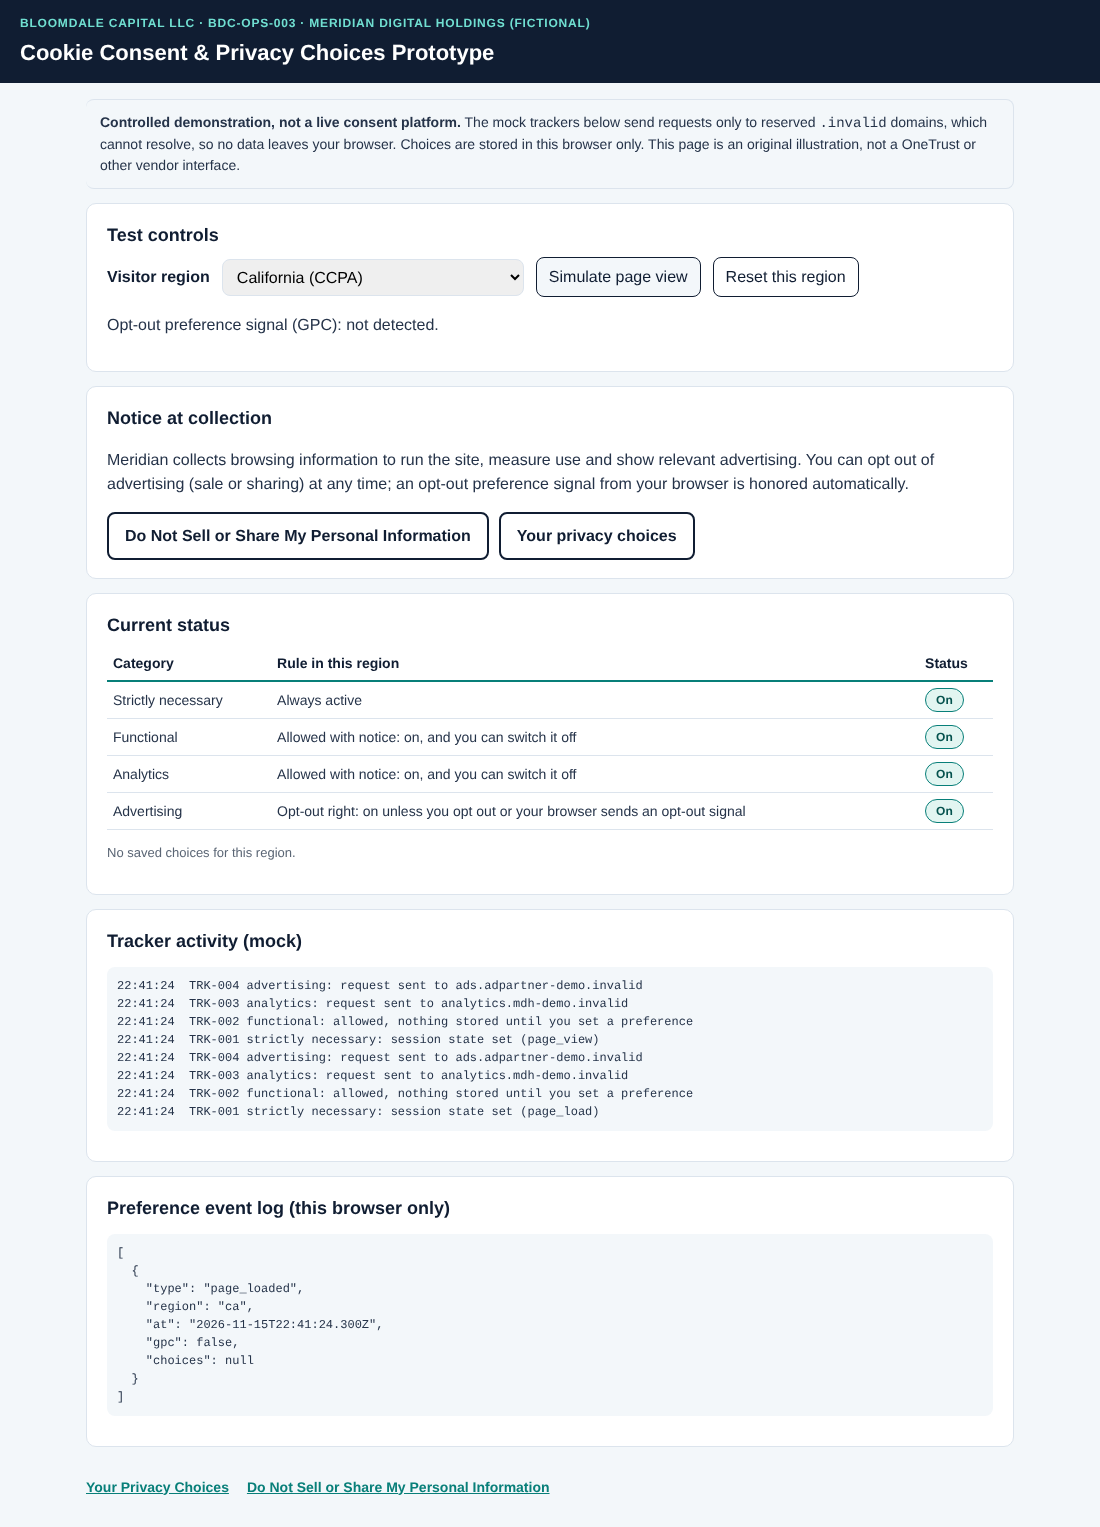 BLOOMDALE CAPITAL LLC · BDC-OPS-003 · MERIDIAN DIGITAL HOLDINGS (FICTIONAL)
Cookie Consent & Privacy Choices Prototype
Controlled demonstration, not a live consent platform. The mock trackers below send requests only to reserved .invalid domains, which
cannot resolve, so no data leaves your browser. Choices are stored in this browser only. This page is an original illustration, not a OneTrust or
other vendor interface.
Test controls
Visitor region California (CCPA) Simulate page view Reset this region
Opt-out preference signal (GPC): not detected.
Notice at collection
Meridian collects browsing information to run the site, measure use and show relevant advertising. You can opt out of
advertising (sale or sharing) at any time; an opt-out preference signal from your browser is honored automatically.
Do Not Sell or Share My Personal Information Your privacy choices
Current status
Category Rule in this region Status
Strictly necessary Always active On
Functional Allowed with notice: on, and you can switch it off On
Analytics Allowed with notice: on, and you can switch it off On
Advertising Opt-out right: on unless you opt out or your browser sends an opt-out signal On
No saved choices for this region.
Tracker activity (mock)
22:41:24 TRK-004 advertising: request sent to ads.adpartner-demo.invalid
22:41:24 TRK-003 analytics: request sent to analytics.mdh-demo.invalid
22:41:24 TRK-002 functional: allowed, nothing stored until you set a preference
22:41:24 TRK-001 strictly necessary: session state set (page_view)
22:41:24 TRK-004 advertising: request sent to ads.adpartner-demo.invalid
22:41:24 TRK-003 analytics: request sent to analytics.mdh-demo.invalid
22:41:24 TRK-002 functional: allowed, nothing stored until you set a preference
22:41:24 TRK-001 strictly necessary: session state set (page_load)
Preference event log (this browser only)
[
{
"type": "page_loaded",
"region": "ca",
"at": "2026-11-15T22:41:24.300Z",
"gpc": false,
"choices": null
}
]
Your Privacy Choices Do Not Sell or Share My Personal Information